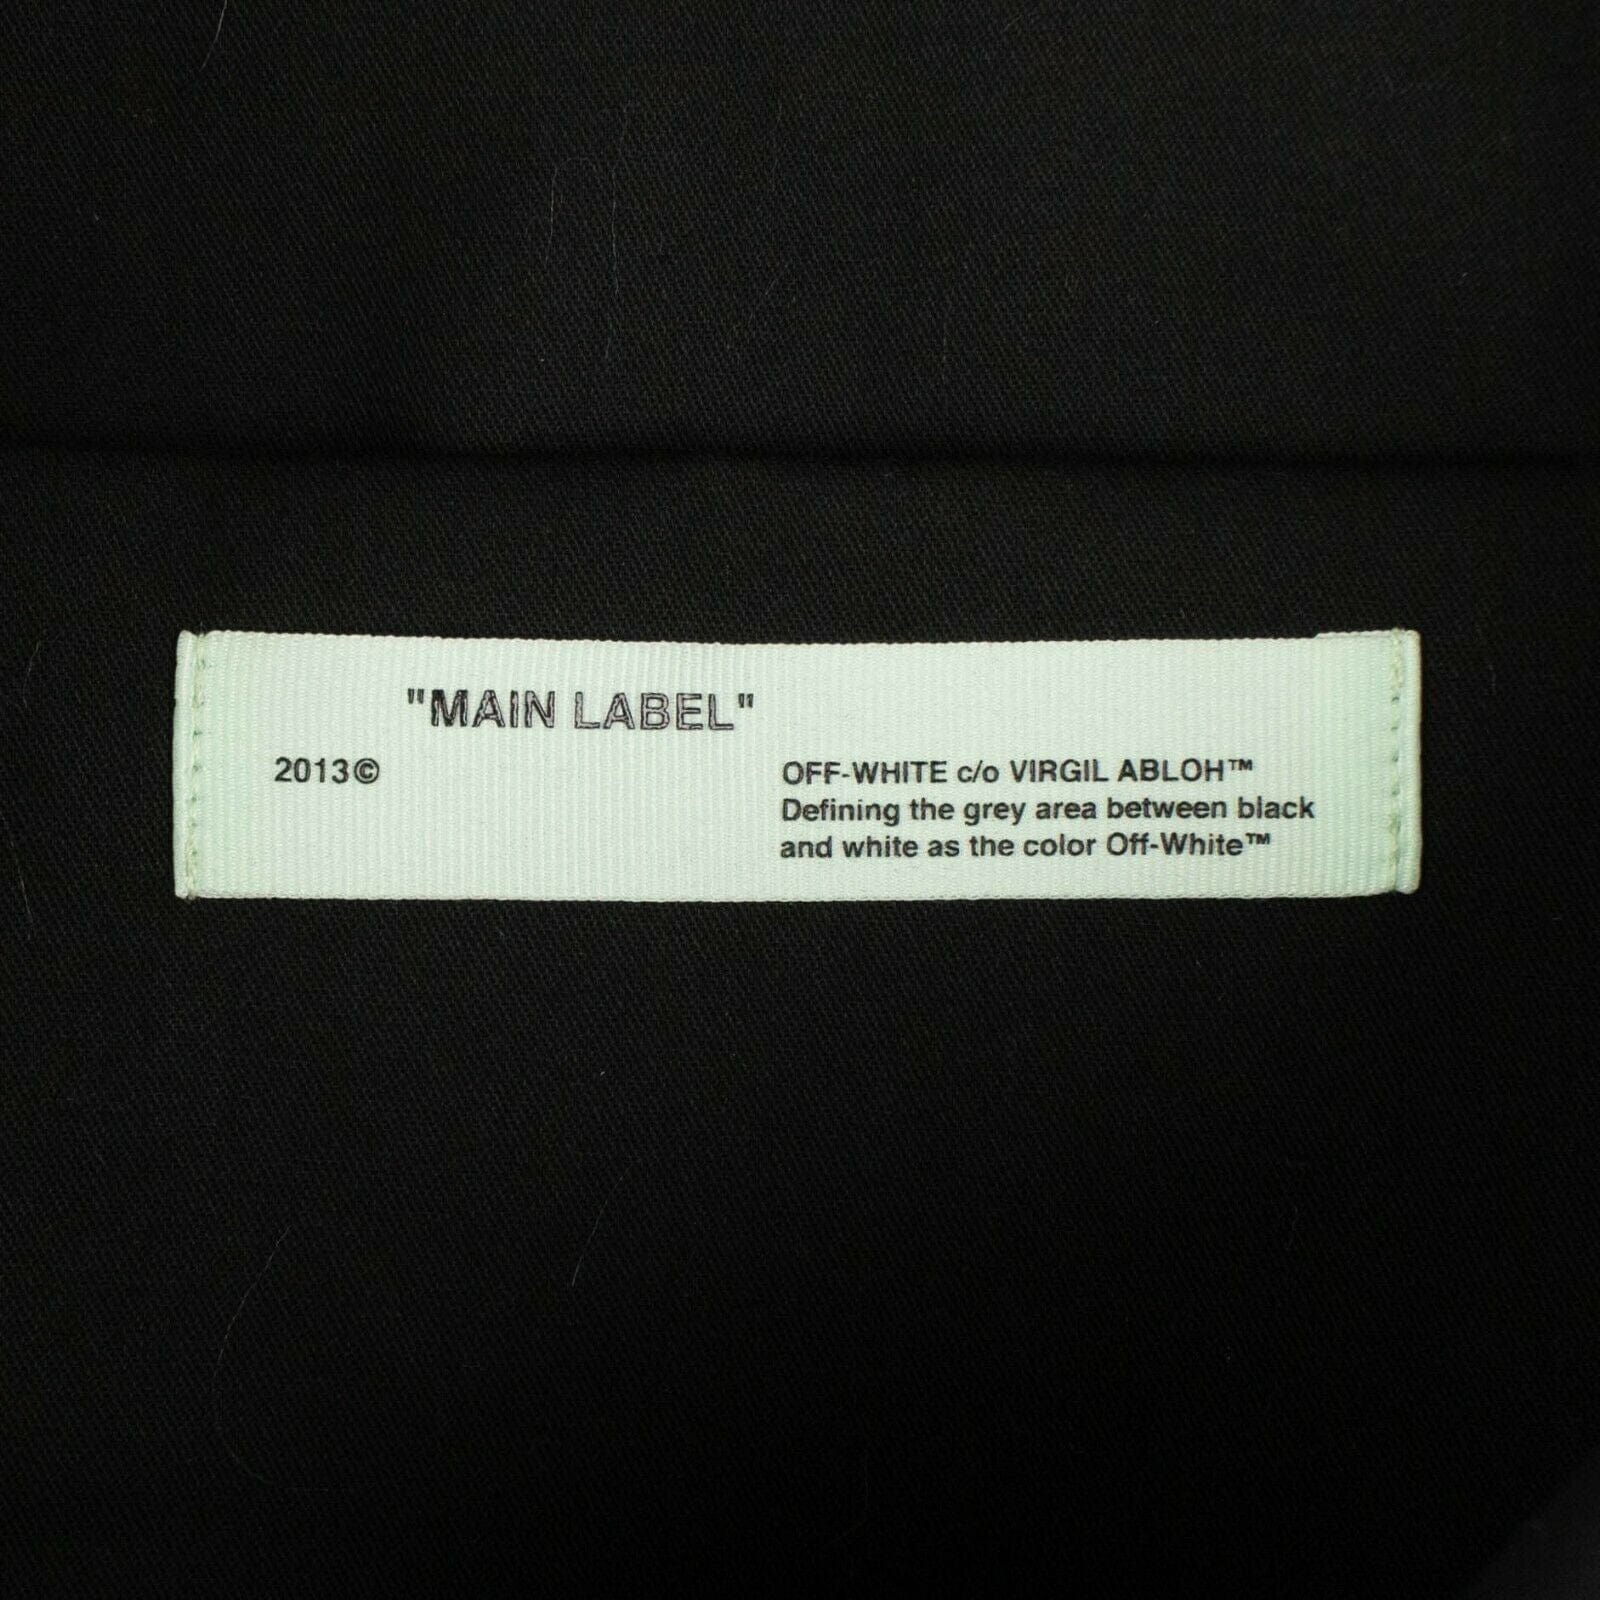 "MAIN LABEL"
2013©
OFF-WHITE c/o VIRGIL ABLOH™
Defining the grey area between black
and white as the color Off-White™